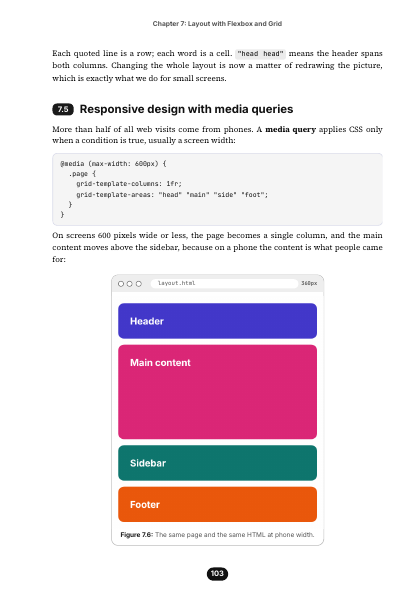 Chapter 7: Layout with Flexbox and Grid
Each quoted line is a row; each word is a cell. "head head" means the header spans
both columns. Changing the whole layout is now a matter of redrawing the picture,
which is exactly what we do for small screens.
7.5 Responsive design with media queries
More than half of all web visits come from phones. A media query applies CSS only
when a condition is true, usually a screen width:
@media (max-width: 600px) {
  .page {
    grid-template-columns: 1fr;
    grid-template-areas: "head" "main" "side" "foot";
  }
}
On screens 600 pixels wide or less, the page becomes a single column, and the main
content moves above the sidebar, because on a phone the content is what people came
for:
layout.html 360px
Header
Main content
Sidebar
Footer
Figure 7.6: The same page and the same HTML at phone width.
103